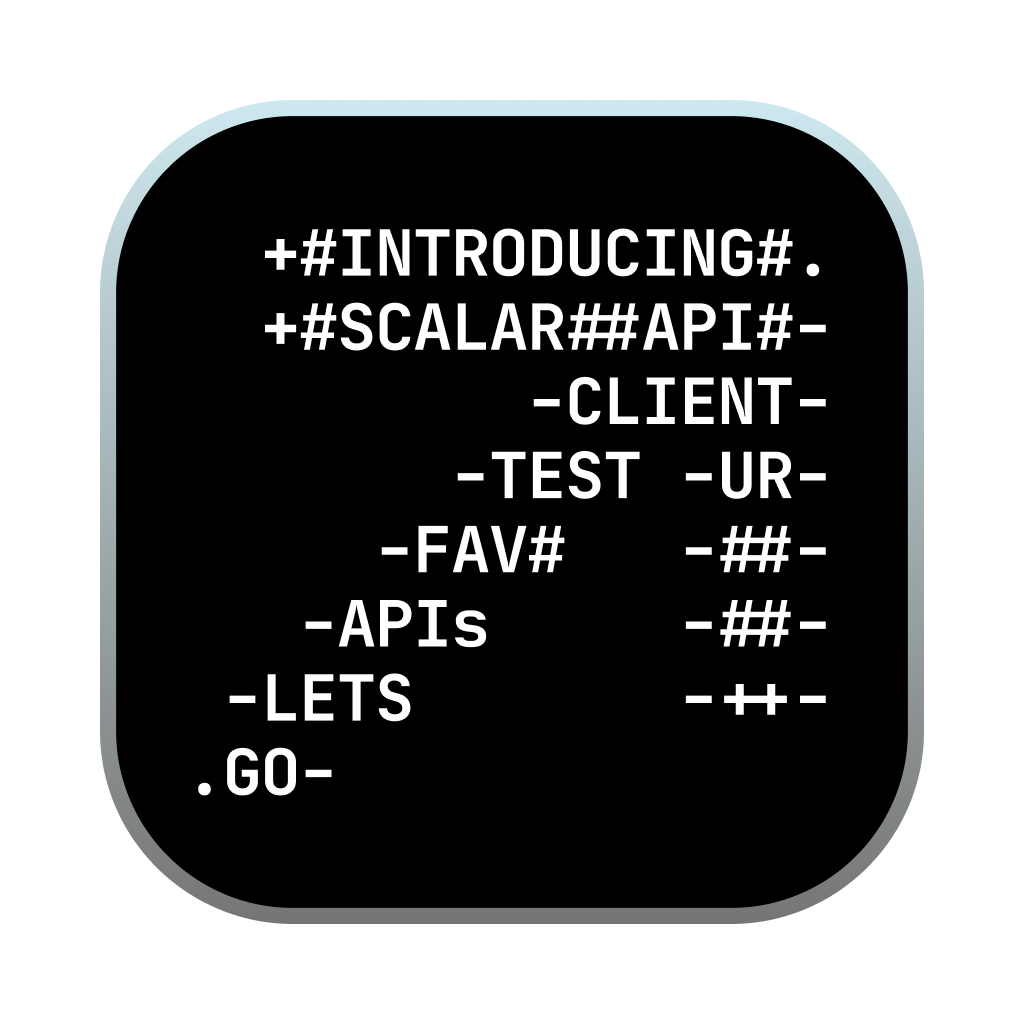 +#INTRODUCING#.
+#SCALAR##API#-
-CLIENT-
-TEST -UR-
-FAV# -##-
-APIs -##-
-LETS -++-
.GO-